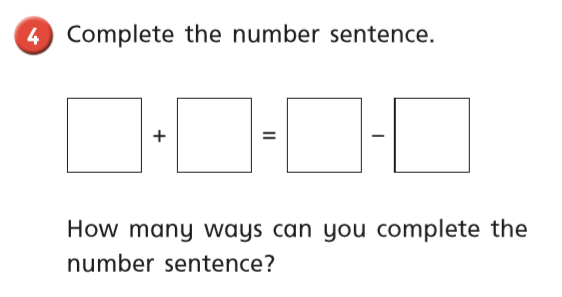 4 Complete the number sentence.
+ = −
How many ways can you complete the
number sentence?